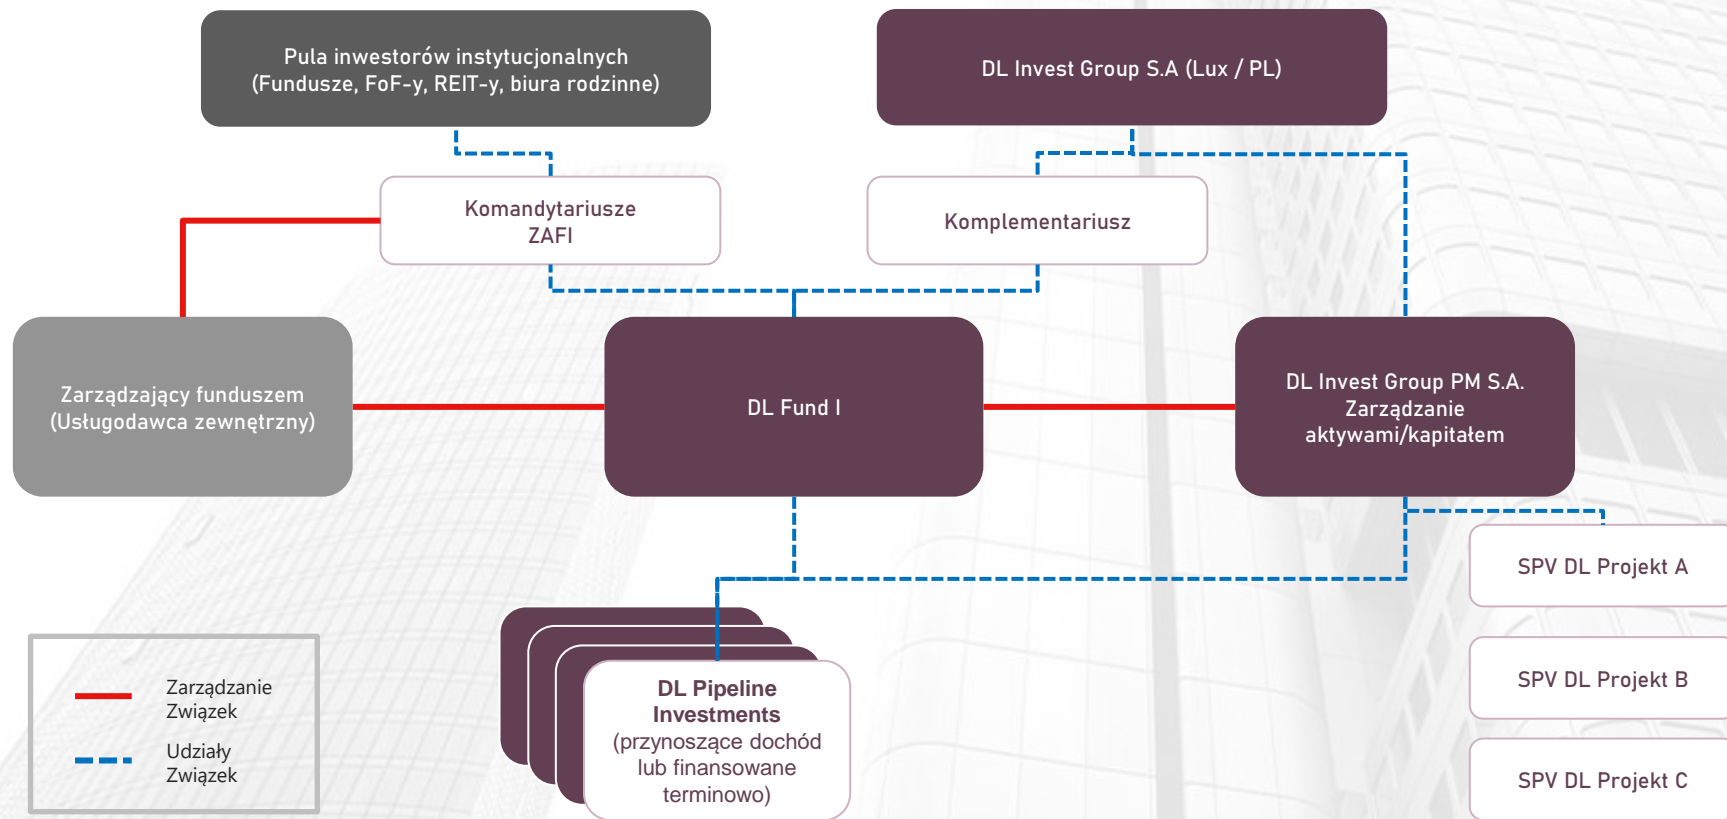 Pula inwestorów instytucjonalnych
(Fundusze, FoF-y, REIT-y, biura rodzinne)
DL Invest Group S.A (Lux / PL)
Komandytariusze
ZAFI
Komplementariusz
Zarządzający funduszem
(Usługodawca zewnętrzny)
DL Fund I
DL Invest Group PM S.A.
Zarządzanie
aktywami/kapitałem
SPV DL Projekt A
SPV DL Projekt B
SPV DL Projekt C
DL Pipeline
Investments
(przynoszące dochód
lub finansowane
terminowo)
Zarządzanie
Związek
Udziały
Związek